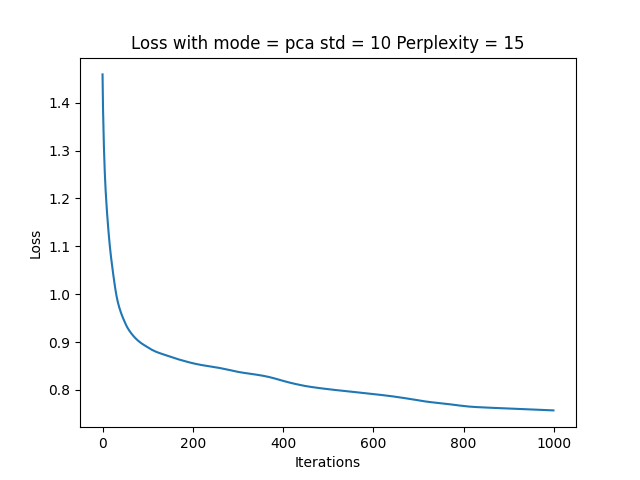 Loss with mode = pca std = 10 Perplexity = 15
1.4
1.3
1.2
1.1
1.0
0.9
0.8
Loss
0 200 400 600 800 1000
Iterations